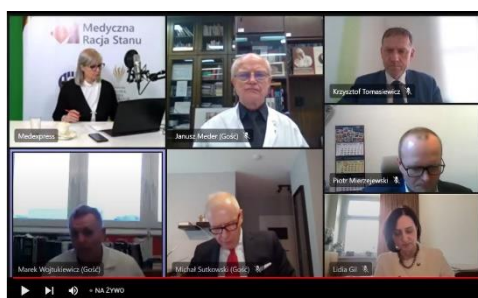 Medyczna
Racja Stanu
Medexpress
Janusz Meder (Gość)
Krzysztof Tomasiewicz
Piotr Mierzejewski
Marek Wojtukiewicz (Gość)
Michał Sutkowski (Gość)
Lidia Gil
NA ŻYWO